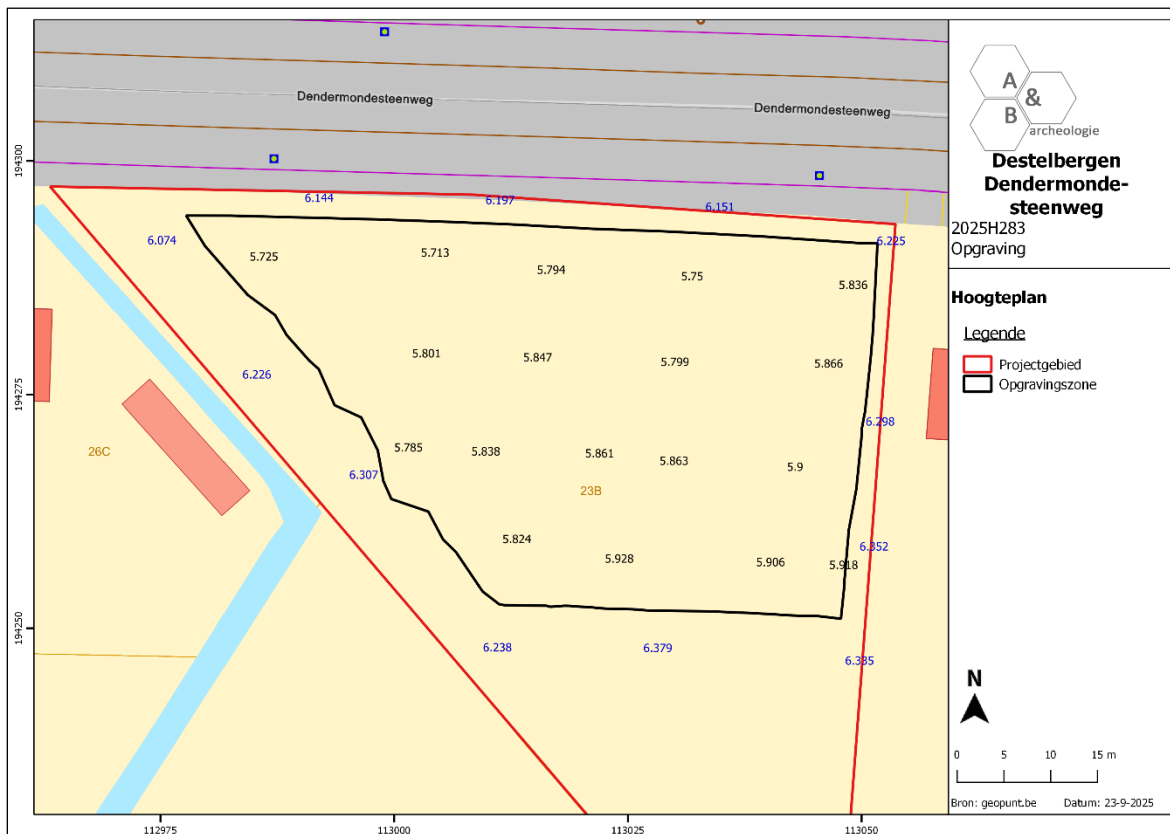 Dendermondesteenweg
Dendermondesteenweg
6.144
6.197
6.151
6.074
6.225
5.725
5.713
5.794
5.75
5.836
5.801
5.847
5.799
5.866
6.226
6.298
5.785
5.838
5.861
5.863
5.9
26C
6.307
23B
5.824
5.928
5.906
5.918
6.352
6.238
6.379
6.335
194300
194275
194250
112975
113000
113025
113050
A
&
B
archeologie
Destelbergen
Dendermonde-
steenweg
2025H283
Opgraving
Hoogteplan
Legende
Projectgebied
Opgravingszone
N
0 5 10 15 m
Bron: geopunt.be Datum: 23-9-2025